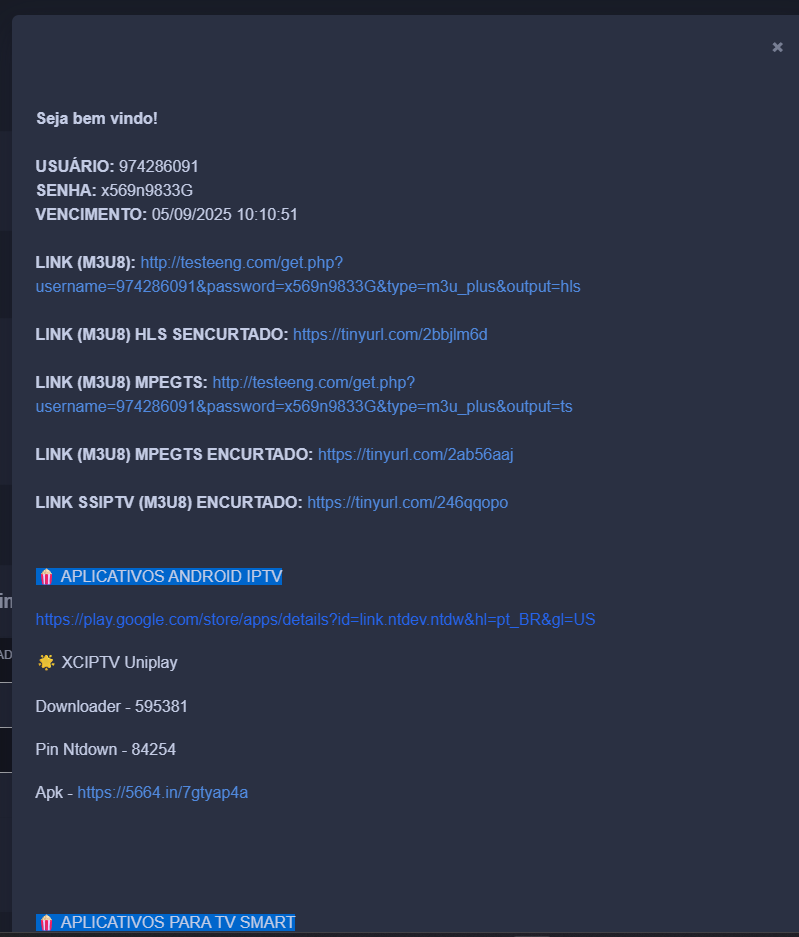 ×
Seja bem vindo!
USUÁRIO: 974286091
SENHA: x569n9833G
VENCIMENTO: 05/09/2025 10:10:51
LINK (M3U8): http://testeeng.com/get.php?
username=974286091&password=x569n9833G&type=m3u_plus&output=hls
LINK (M3U8) HLS SENCURTADO: https://tinyurl.com/2bbjlm6d
LINK (M3U8) MPEGTS: http://testeeng.com/get.php?
username=974286091&password=x569n9833G&type=m3u_plus&output=ts
LINK (M3U8) MPEGTS ENCURTADO: https://tinyurl.com/2ab56aaj
LINK SSIPTV (M3U8) ENCURTADO: https://tinyurl.com/246qqopo
🍿 APLICATIVOS ANDROID IPTV
https://play.google.com/store/apps/details?id=link.ntdev.ntdw&hl=pt_BR&gl=US
🌟 XCIPTV Uniplay
Downloader - 595381
Pin Ntdown - 84254
Apk - https://5664.in/7gtyap4a
🍿 APLICATIVOS PARA TV SMART